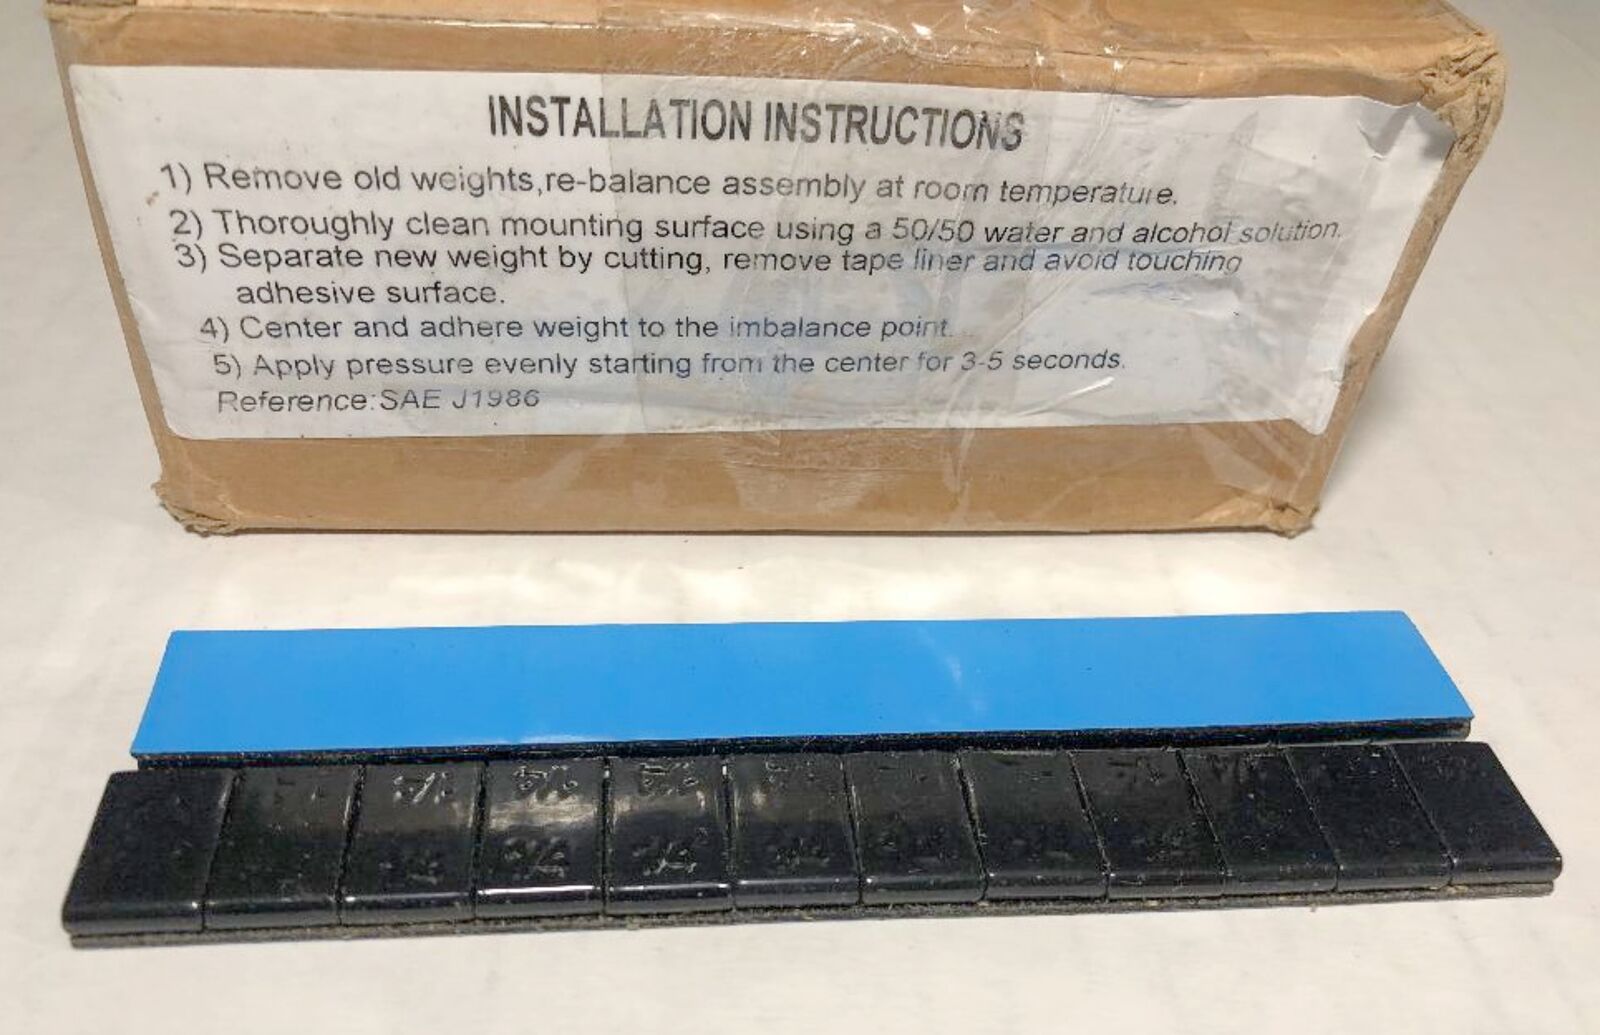 INSTALLATION INSTRUCTIONS
1) Remove old weights,re-balance assembly at room temperature.
2) Thoroughly clean mounting surface using a 50/50 water and alcohol solution.
3) Separate new weight by cutting, remove tape liner and avoid touching
adhesive surface.
4) Center and adhere weight to the imbalance point.
5) Apply pressure evenly starting from the center for 3-5 seconds.
Reference:SAE J1986